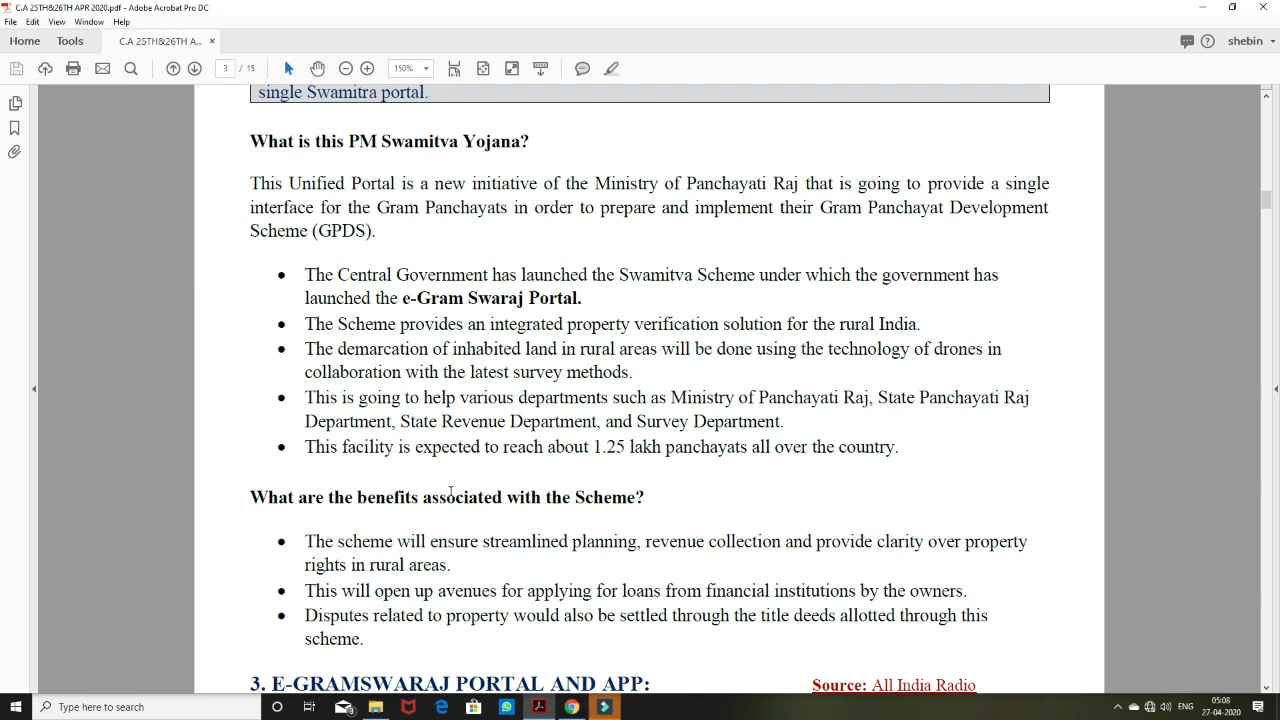 C.A 25TH&26TH APR 2020.pdf - Adobe Acrobat Pro DC
File Edit View Window Help
Home Tools C.A 25TH&26TH A... × shebin
3 / 15 150%
single Swamitra portal.
What is this PM Swamitva Yojana?
This Unified Portal is a new initiative of the Ministry of Panchayati Raj that is going to provide a single
interface for the Gram Panchayats in order to prepare and implement their Gram Panchayat Development
Scheme (GPDS).
• The Central Government has launched the Swamitva Scheme under which the government has
launched the e-Gram Swaraj Portal.
• The Scheme provides an integrated property verification solution for the rural India.
• The demarcation of inhabited land in rural areas will be done using the technology of drones in
collaboration with the latest survey methods.
• This is going to help various departments such as Ministry of Panchayati Raj, State Panchayati Raj
Department, State Revenue Department, and Survey Department.
• This facility is expected to reach about 1.25 lakh panchayats all over the country.
What are the benefits associated with the Scheme?
• The scheme will ensure streamlined planning, revenue collection and provide clarity over property
rights in rural areas.
• This will open up avenues for applying for loans from financial institutions by the owners.
• Disputes related to property would also be settled through the title deeds allotted through this
scheme.
3. E-GRAMSWARAJ PORTAL AND APP: Source: All India Radio
Type here to search ENG 05:08
27-04-2020